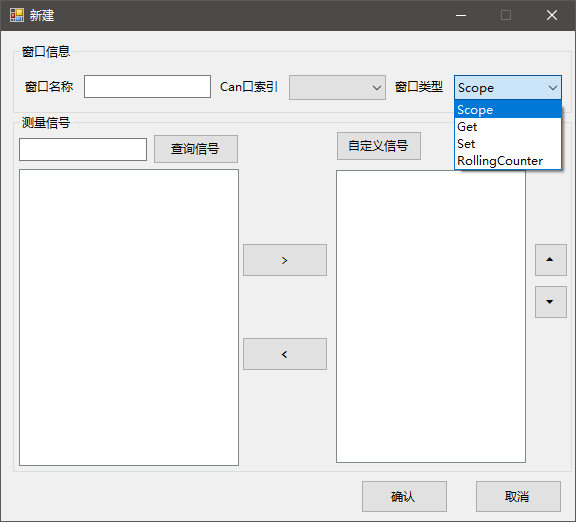 新建
窗口信息
窗口名称
Can口索引
窗口类型
Scope
Scope
Get
Set
RollingCounter
测量信号
查询信号
自定义信号
>
<
确认
取消